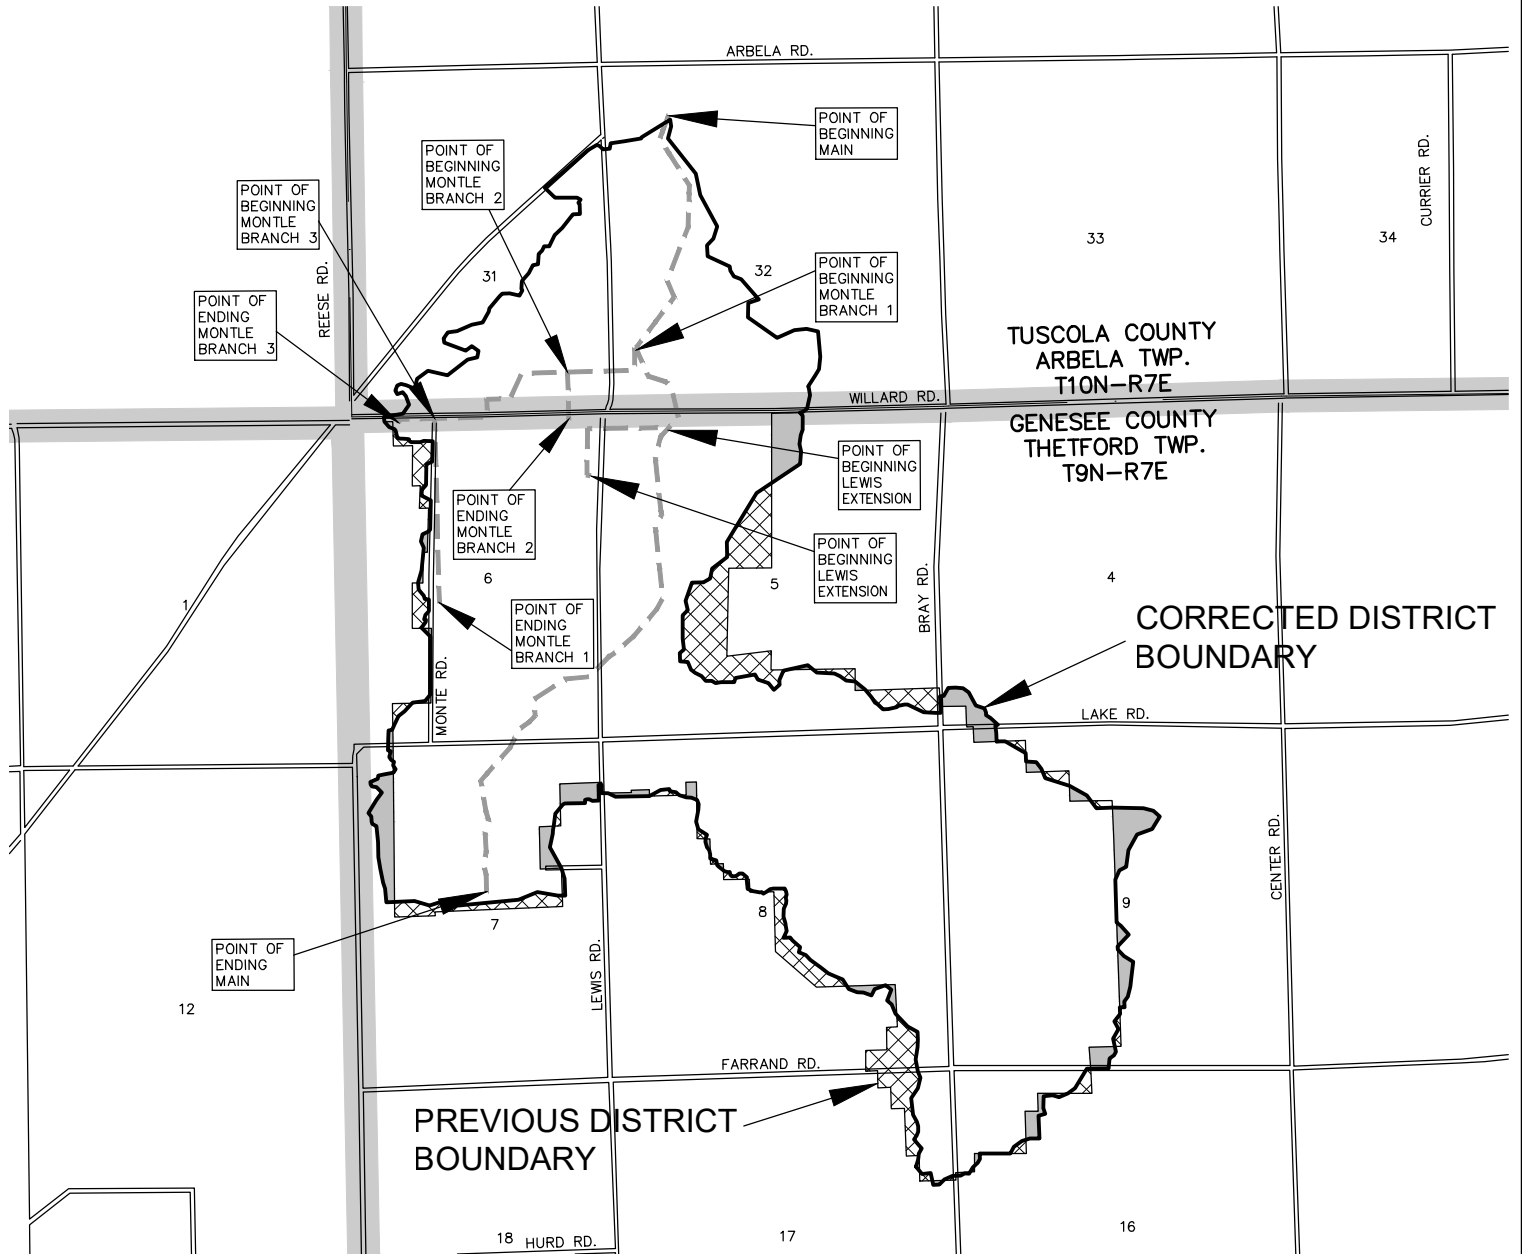 ARBELA RD.
POINT OF
BEGINNING
MAIN
POINT OF
BEGINNING
MONTLE
BRANCH 2
POINT OF
BEGINNING
MONTLE
BRANCH 3
CURRIER RD.
33
34
31
32
REESE RD.
POINT OF
BEGINNING
MONTLE
BRANCH 1
POINT OF
ENDING
MONTLE
BRANCH 3
TUSCOLA COUNTY
ARBELA TWP.
T10N-R7E
WILLARD RD.
GENESEE COUNTY
THETFORD TWP.
T9N-R7E
POINT OF
BEGINNING
LEWIS
EXTENSION
POINT OF
ENDING
MONTLE
BRANCH 2
POINT OF
BEGINNING
LEWIS
EXTENSION
1
6
5
4
BRAY RD.
POINT OF
ENDING
MONTLE
BRANCH 1
CORRECTED DISTRICT
BOUNDARY
MONTE RD.
LAKE RD.
CENTER RD.
7
8
9
POINT OF
ENDING
MAIN
LEWIS RD.
12
FARRAND RD.
PREVIOUS DISTRICT
BOUNDARY
18
HURD RD.
17
16